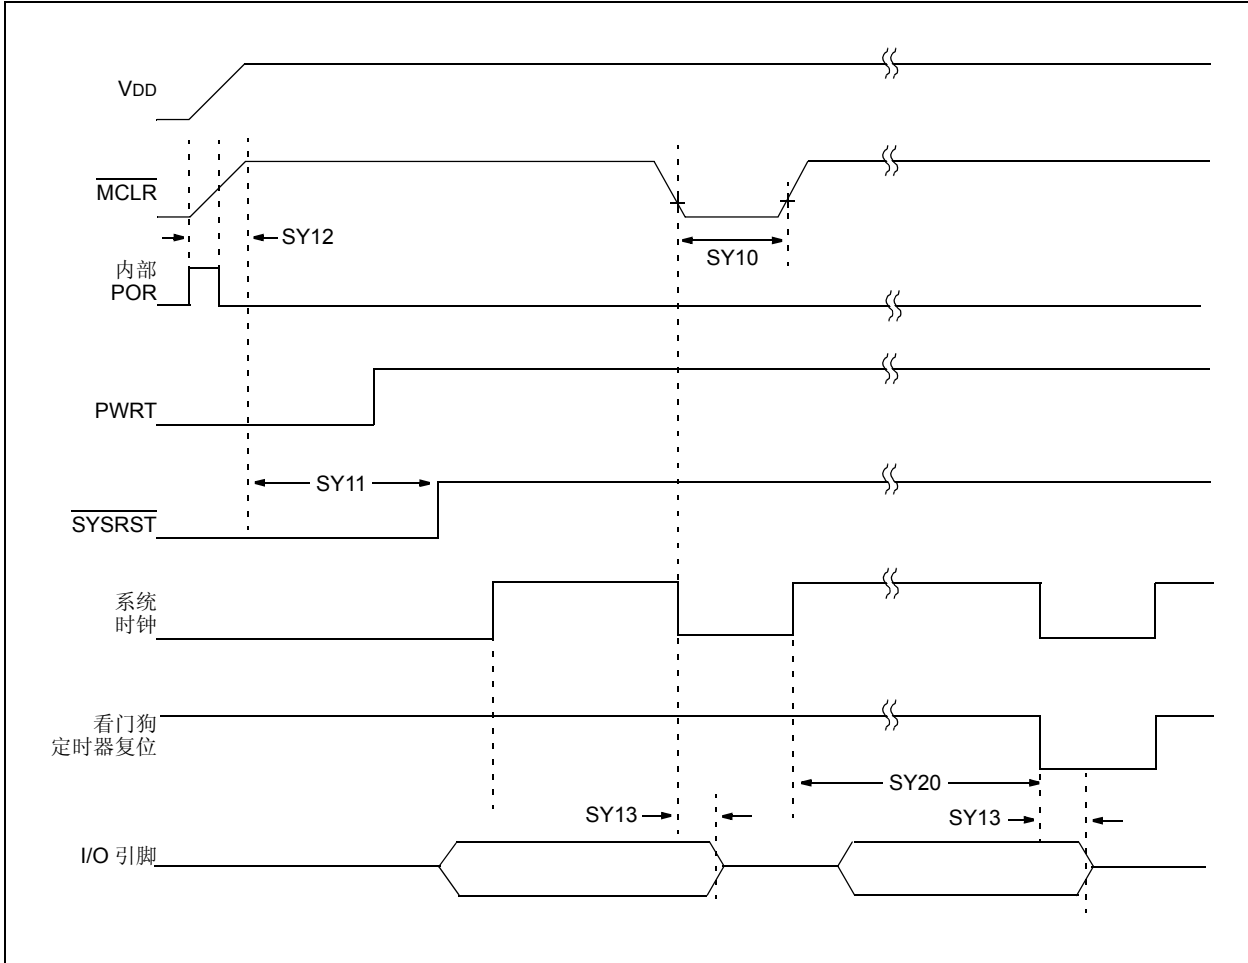 VDD
MCLR
SY12
SY10
内部
POR
PWRT
SY11
SYSRST
系统
时钟
看门狗
定时器复位
SY20
SY13
SY13
I/O 引脚